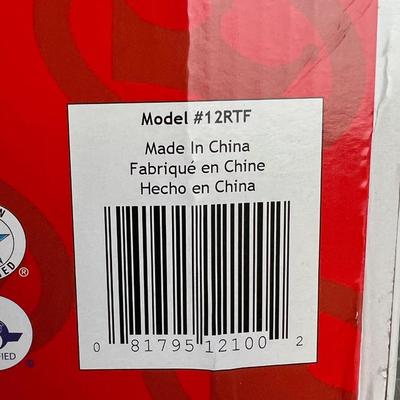 Model #12RTF
Made In China
Fabriqué en Chine
Hecho en China
0 81795 12100 2
®